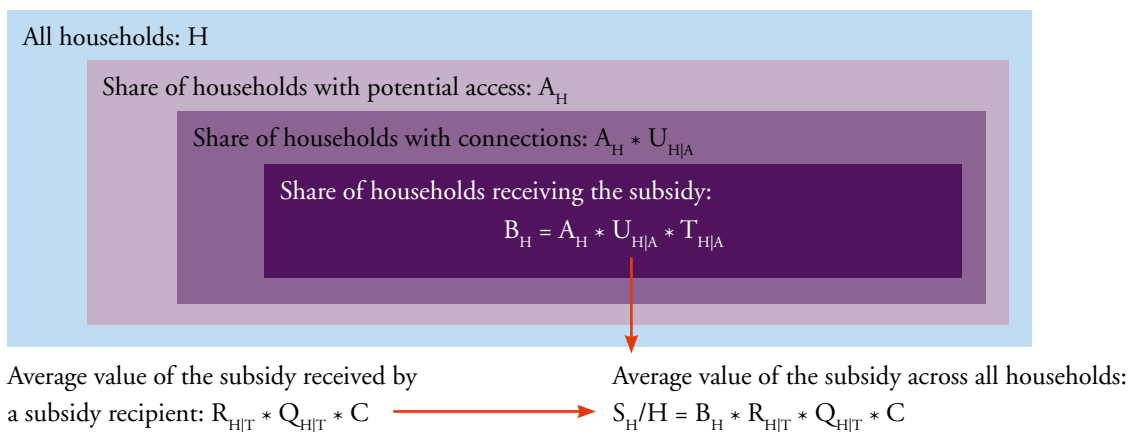 All households: H
Share of households with potential access: A_H
Share of households with connections: A_H * U_H|A
Share of households receiving the subsidy:
B_H = A_H * U_H|A * T_H|A
Average value of the subsidy received by
a subsidy recipient: R_H|T * Q_H|T * C
Average value of the subsidy across all households:
S_H/H = B_H * R_H|T * Q_H|T * C